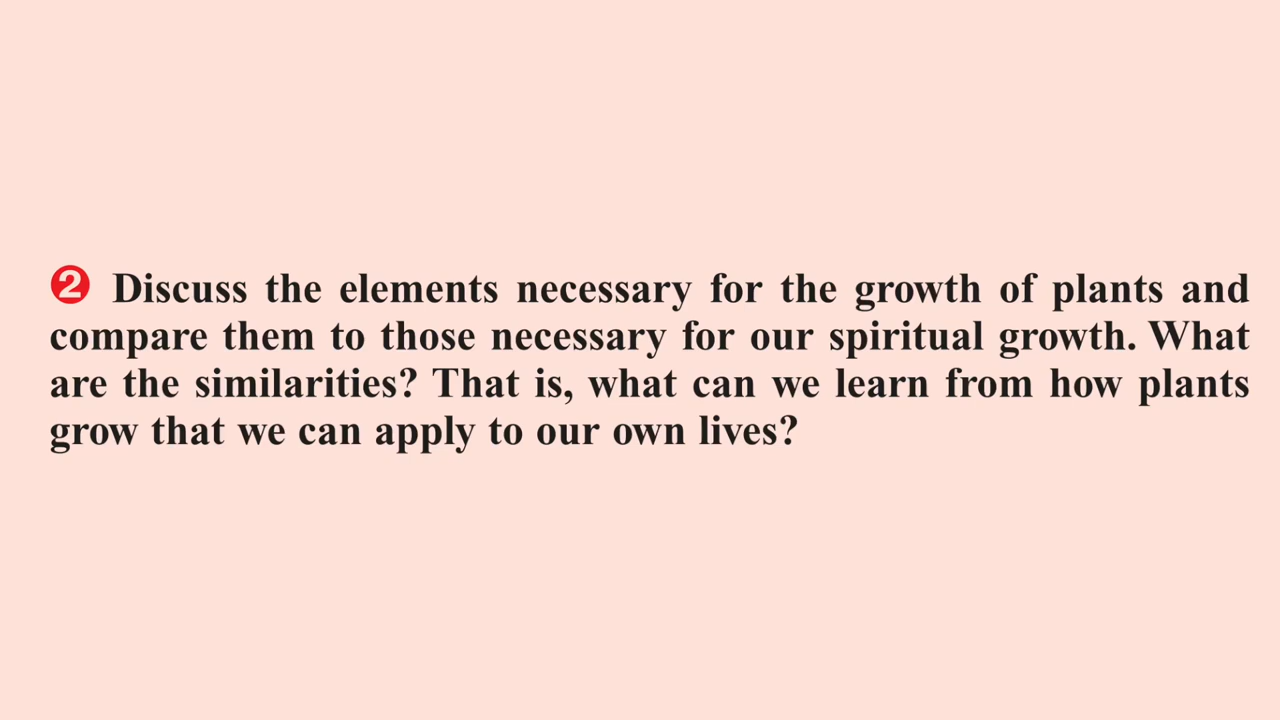 ❷ Discuss the elements necessary for the growth of plants and
compare them to those necessary for our spiritual growth. What
are the similarities? That is, what can we learn from how plants
grow that we can apply to our own lives?